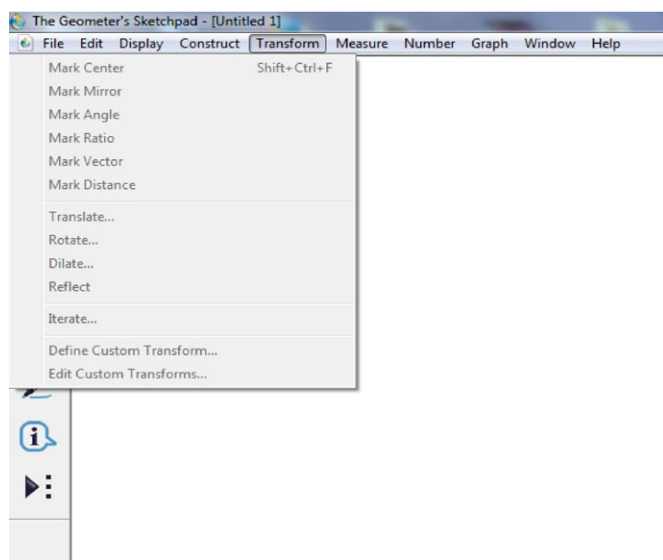 The Geometer's Sketchpad - [Untitled 1]
File Edit Display Construct Transform Measure Number Graph Window Help
Mark Center Shift+Ctrl+F
Mark Mirror
Mark Angle
Mark Ratio
Mark Vector
Mark Distance
Translate...
Rotate...
Dilate...
Reflect
Iterate...
Define Custom Transform...
Edit Custom Transforms...
i